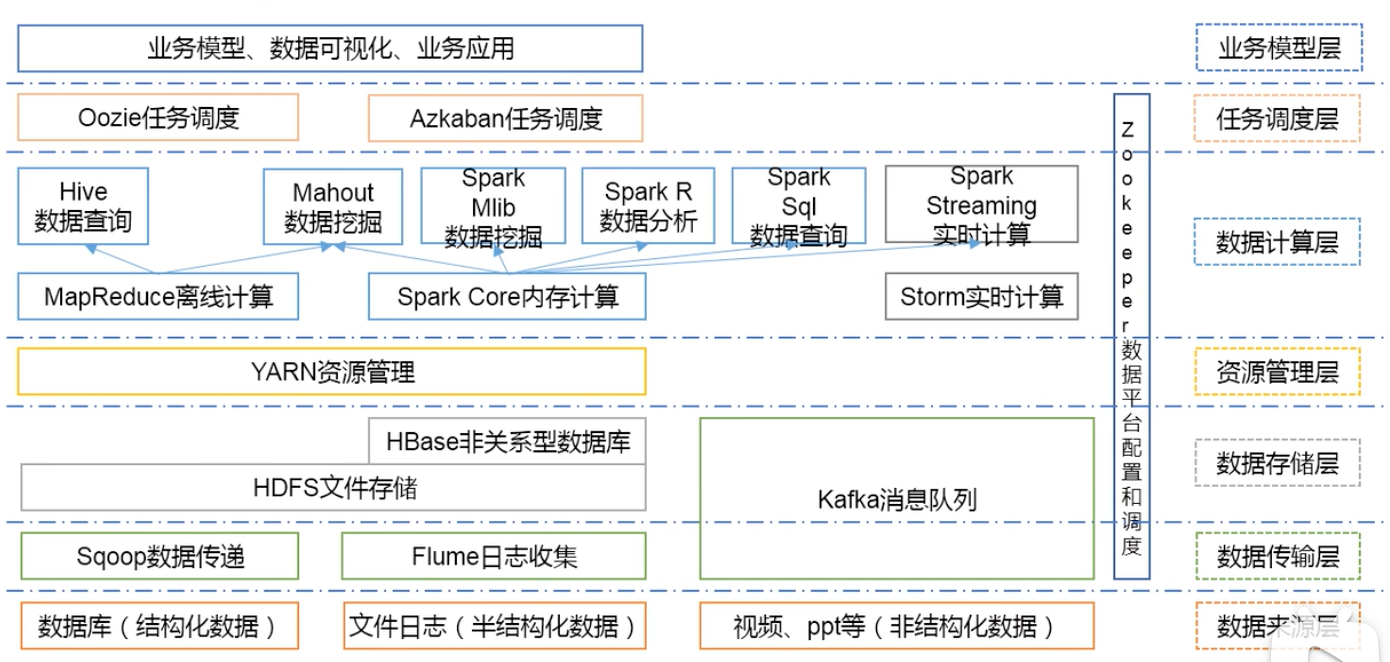 业务模型、数据可视化、业务应用
业务模型层
Oozie任务调度
Azkaban任务调度
任务调度层
Hive
数据查询
Mahout
数据挖掘
Spark
Mlib
数据挖掘
Spark R
数据分析
Spark
Sql
数据查询
Spark
Streaming
实时计算
数据计算层
MapReduce离线计算
Spark Core内存计算
Storm实时计算
Zookeeper数据平台配置和调度
YARN资源管理
资源管理层
HBase非关系型数据库
HDFS文件存储
Kafka消息队列
数据存储层
Sqoop数据传递
Flume日志收集
数据传输层
数据库（结构化数据）
文件日志（半结构化数据）
视频、ppt等（非结构化数据）
数据来源层